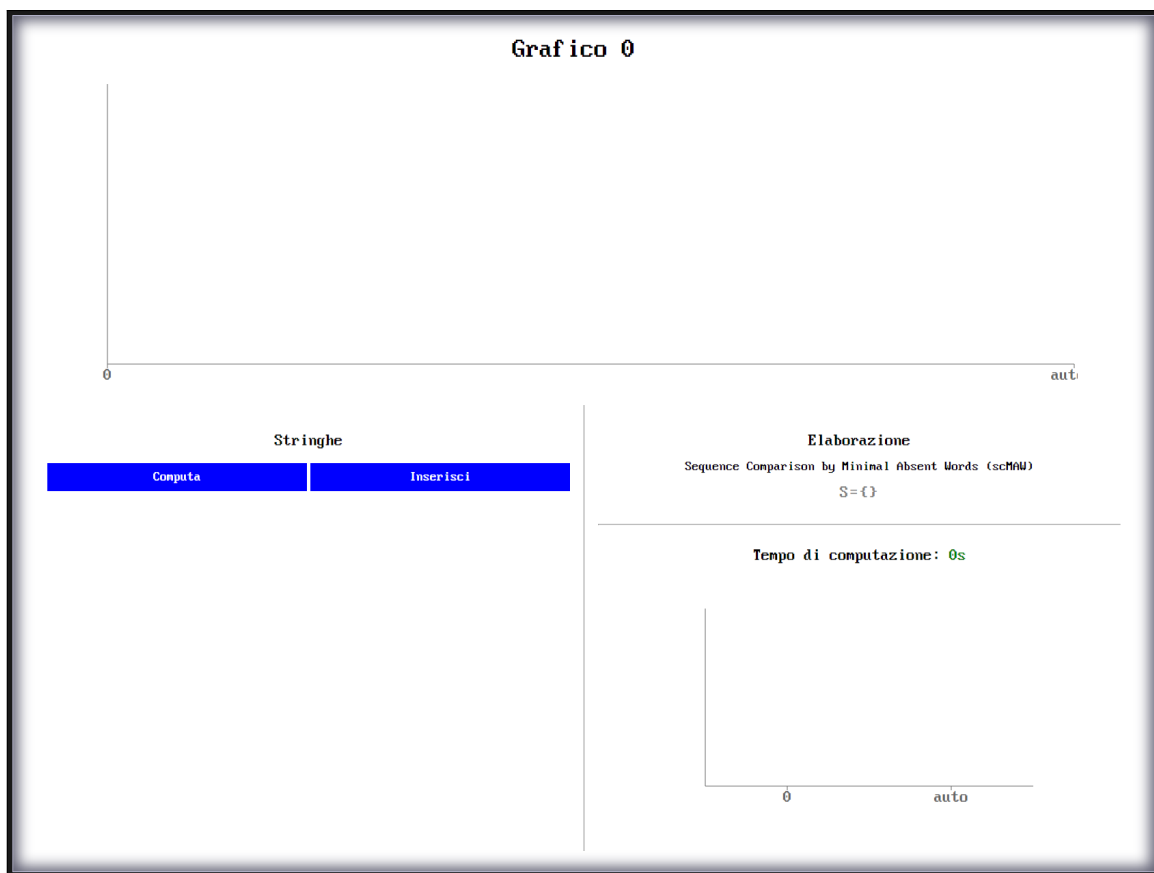 Grafico 0
0
aut
Stringhe
Computa
Inserisci
Elaborazione
Sequence Comparison by Minimal Absent Words (scMAW)
S={}
Tempo di computazione: 0s
0
auto